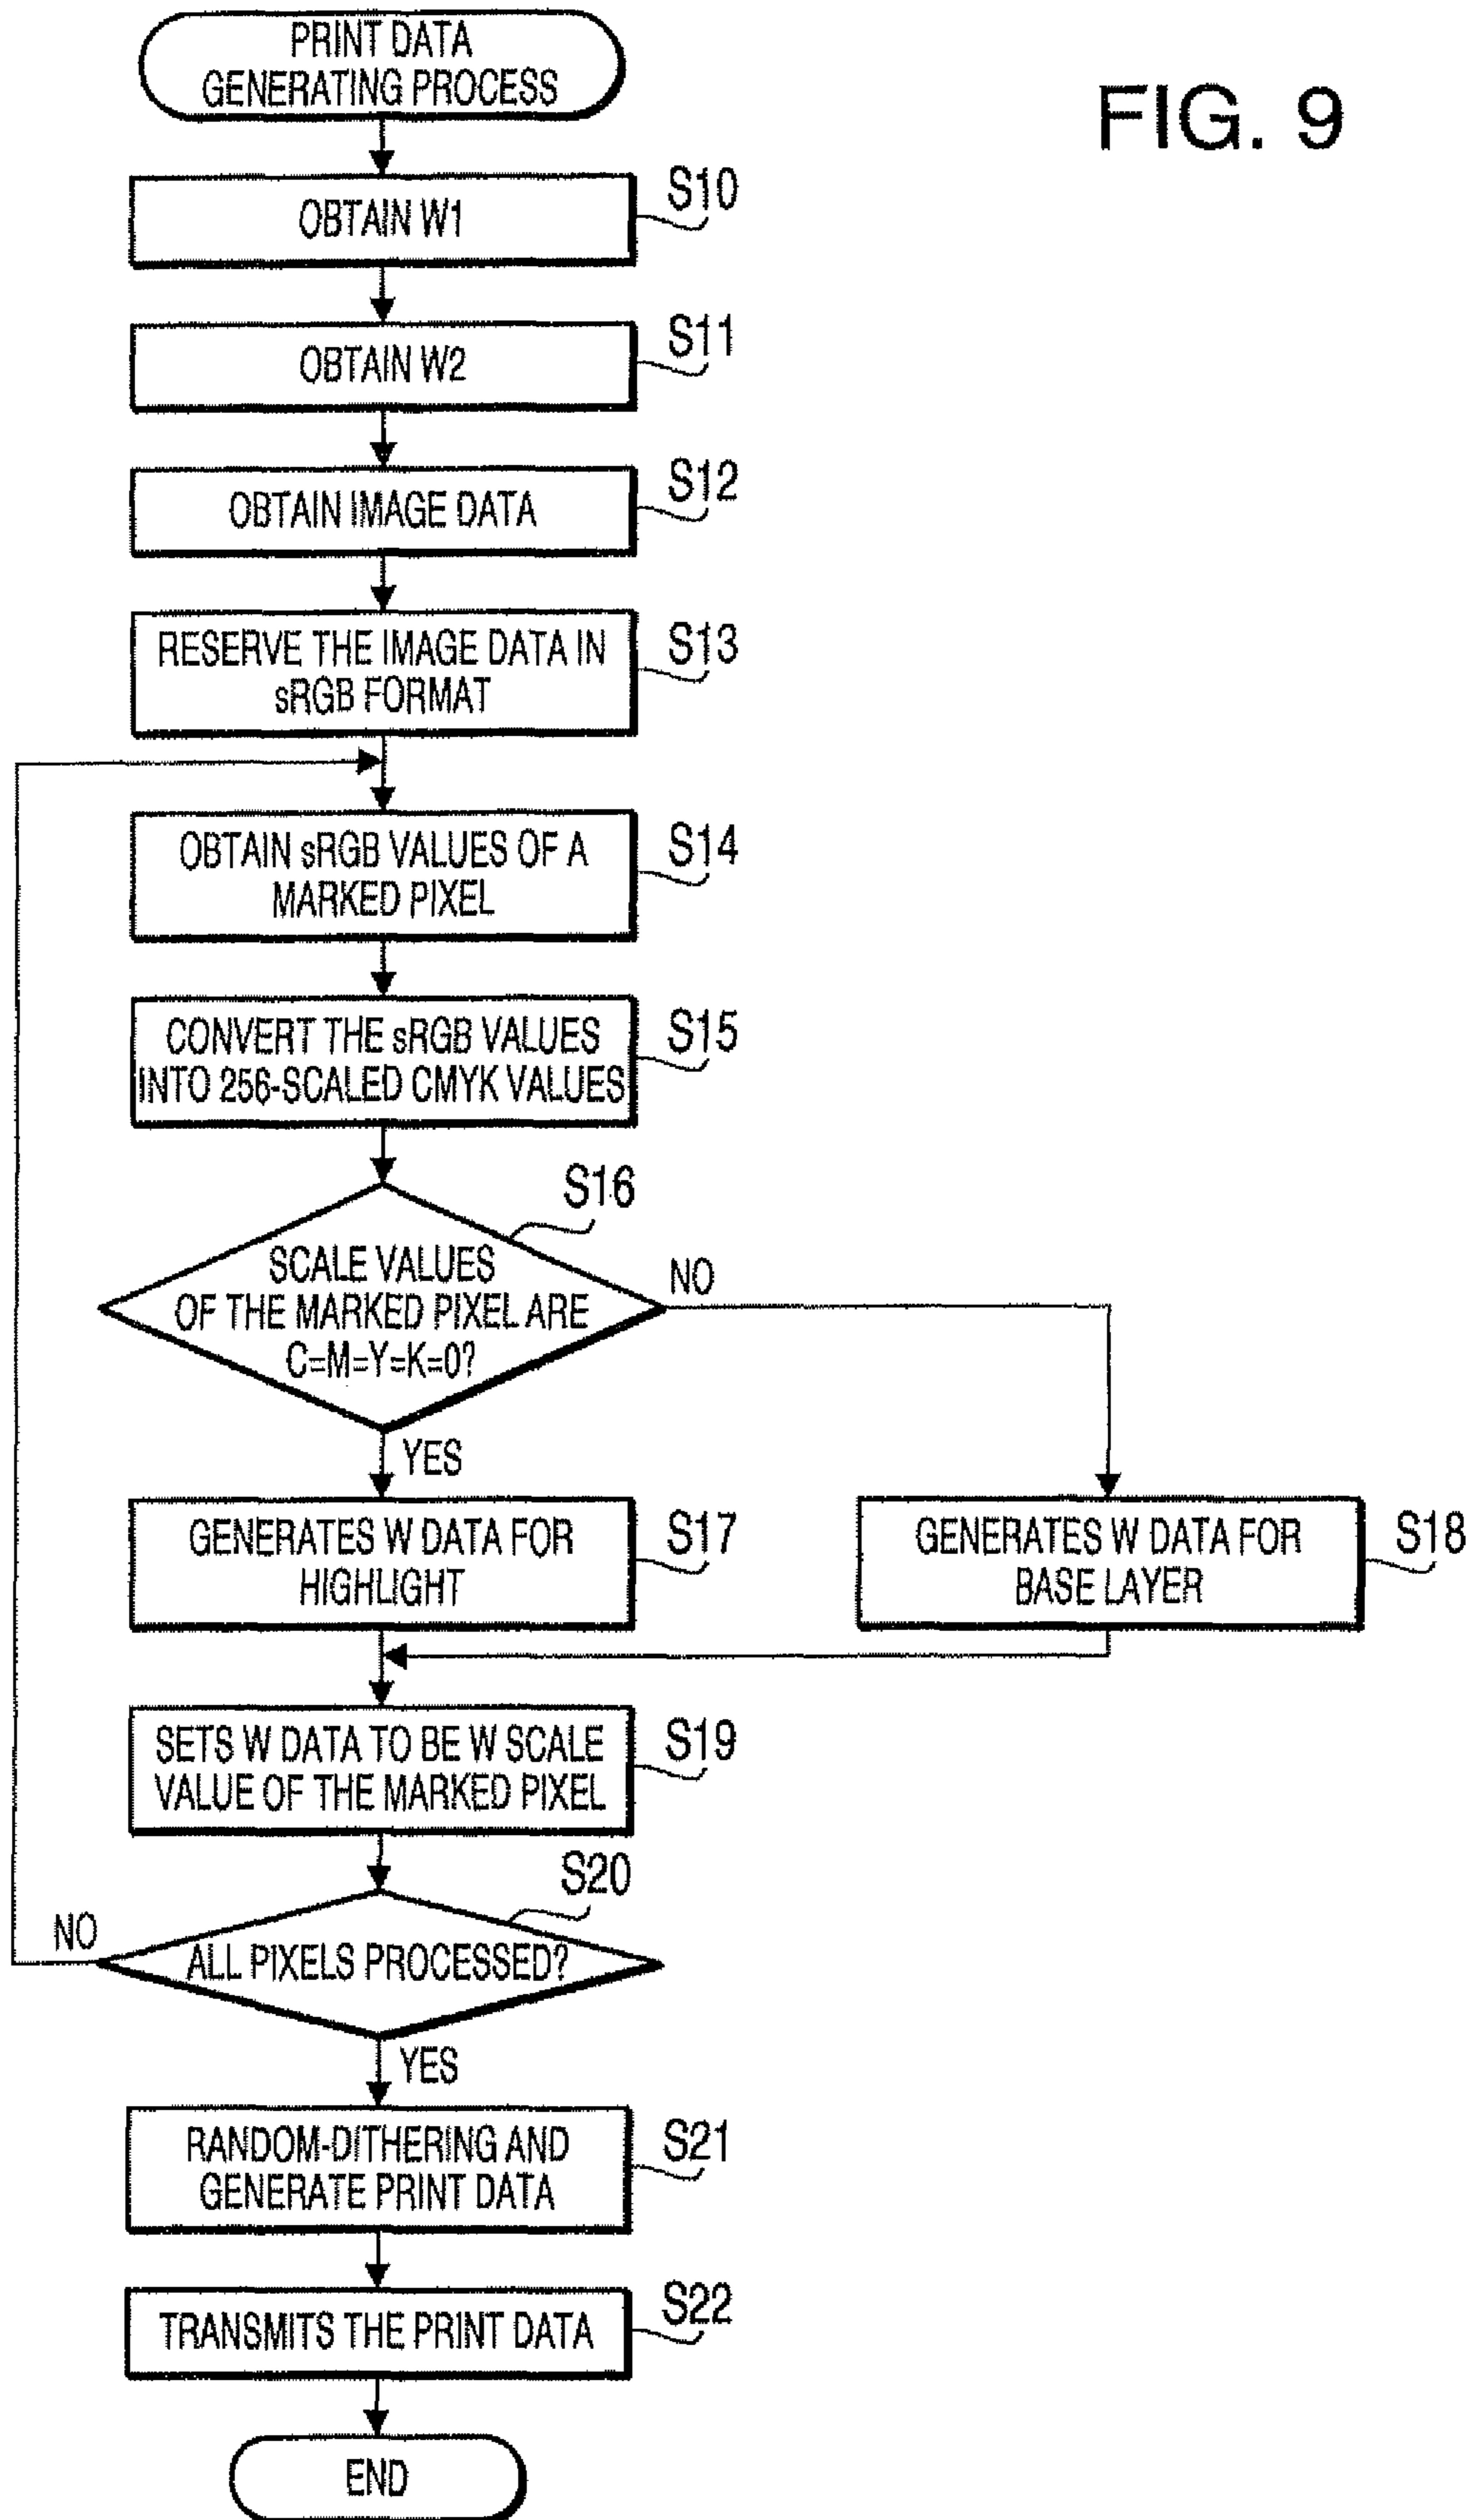 PRINT DATA
GENERATING PROCESS
FIG. 9
S10
OBTAIN W1
S11
OBTAIN W2
S12
OBTAIN IMAGE DATA
S13
RESERVE THE IMAGE DATA IN
sRGB FORMAT
S14
OBTAIN sRGB VALUES OF A
MARKED PIXEL
S15
CONVERT THE sRGB VALUES
INTO 256-SCALED CMYK VALUES
S16
SCALE VALUES
OF THE MARKED PIXEL ARE
C=M=Y=K=0?
NO
YES
S17
GENERATES W DATA FOR
HIGHLIGHT
S18
GENERATES W DATA FOR
BASE LAYER
S19
SETS W DATA TO BE W SCALE
VALUE OF THE MARKED PIXEL
S20
NO
ALL PIXELS PROCESSED?
YES
S21
RANDOM-DITHERING AND
GENERATE PRINT DATA
S22
TRANSMITS THE PRINT DATA
END